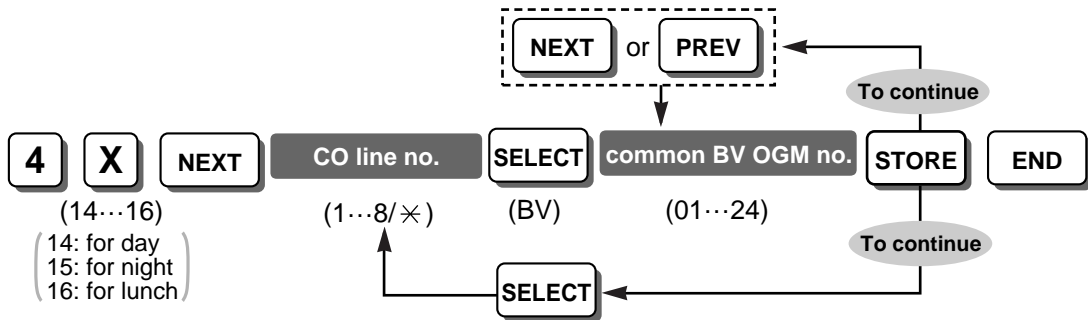 NEXT or PREV
To continue
4 X NEXT CO line no. SELECT common BV OGM no. STORE END
(14···16) (1···8/✳) (BV) (01···24)
14: for day
15: for night
16: for lunch
To continue
SELECT